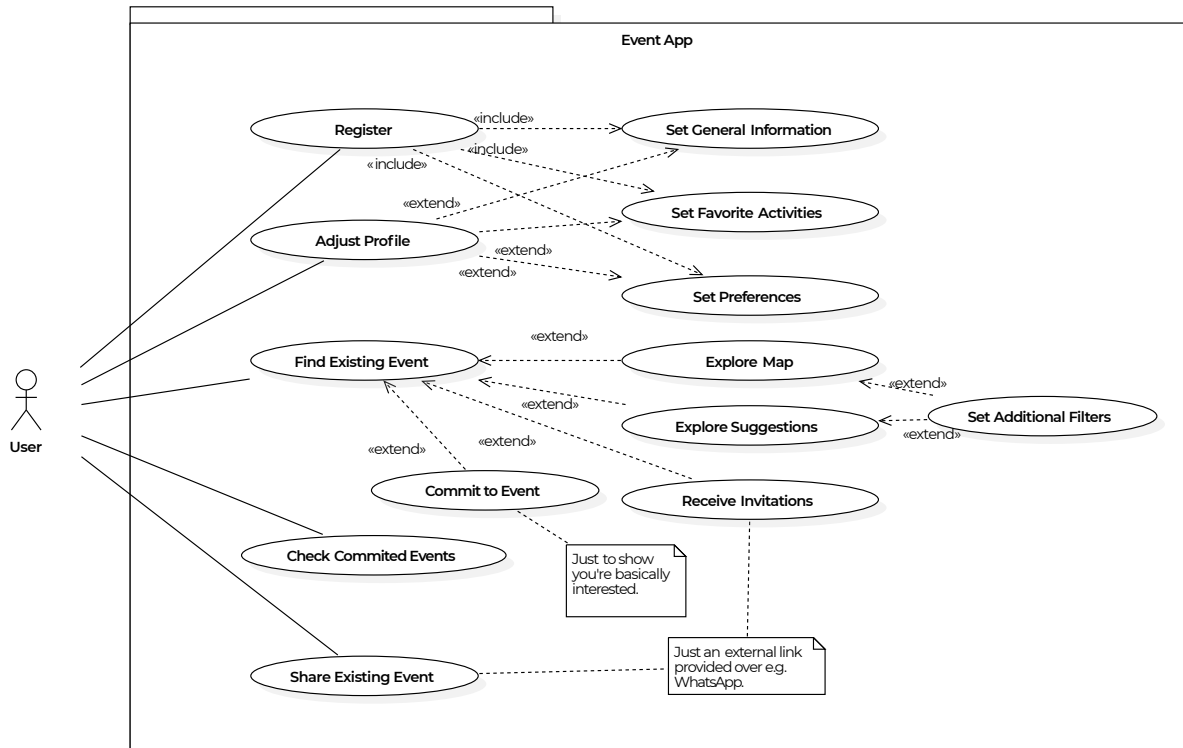 Event App
«include»
Register
Set General Information
«include»
«include»
«extend»
Set Favorite Activities
Adjust Profile
«extend»
«extend»
Set Preferences
«extend»
Find Existing Event
Explore Map
«extend»
«extend»
Set Additional Filters
Explore Suggestions
«extend»
«extend»
«extend»
User
Commit to Event
Receive Invitations
Check Commited Events
Just to show
you're basically
interested.
Just an external link
provided over e.g.
WhatsApp.
Share Existing Event